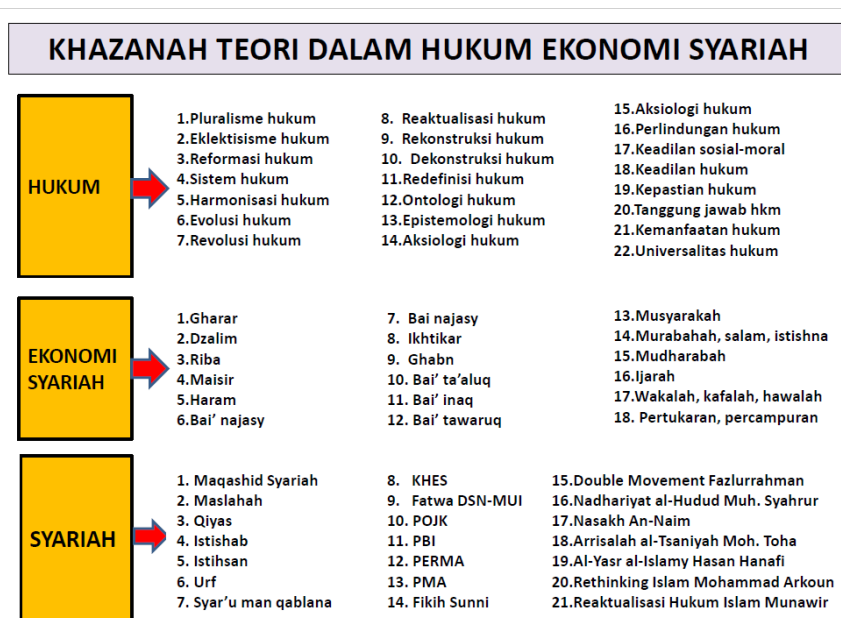 KHAZANAH TEORI DALAM HUKUM EKONOMI SYARIAH
HUKUM
1.Pluralisme hukum
2.Eklektisisme hukum
3.Reformasi hukum
4.Sistem hukum
5.Harmonisasi hukum
6.Evolusi hukum
7.Revolusi hukum
8. Reaktualisasi hukum
9. Rekonstruksi hukum
10. Dekonstruksi hukum
11.Redefinisi hukum
12.Ontologi hukum
13.Epistemologi hukum
14.Aksiologi hukum
15.Aksiologi hukum
16.Perlindungan hukum
17.Keadilan sosial-moral
18.Keadilan hukum
19.Kepastian hukum
20.Tanggung jawab hkm
21.Kemanfaatan hukum
22.Universalitas hukum
EKONOMI
SYARIAH
1.Gharar
2.Dzalim
3.Riba
4.Maisir
5.Haram
6.Bai' najasy
7. Bai najasy
8. Ikhtikar
9. Ghabn
10. Bai' ta'aluq
11. Bai' inaq
12. Bai' tawaruq
13.Musyarakah
14.Murabahah, salam, istishna
15.Mudharabah
16.Ijarah
17.Wakalah, kafalah, hawalah
18. Pertukaran, percampuran
SYARIAH
1. Maqashid Syariah
2. Maslahah
3. Qiyas
4. Istishab
5. Istihsan
6. Urf
7. Syar'u man qablana
8. KHES
9. Fatwa DSN-MUI
10. POJK
11. PBI
12. PERMA
13. PMA
14. Fikih Sunni
15.Double Movement Fazlurrahman
16.Nadhariyat al-Hudud Muh. Syahrur
17.Nasakh An-Naim
18.Arrisalah al-Tsaniyah Moh. Toha
19.Al-Yasr al-Islamy Hasan Hanafi
20.Rethinking Islam Mohammad Arkoun
21.Reaktualisasi Hukum Islam Munawir